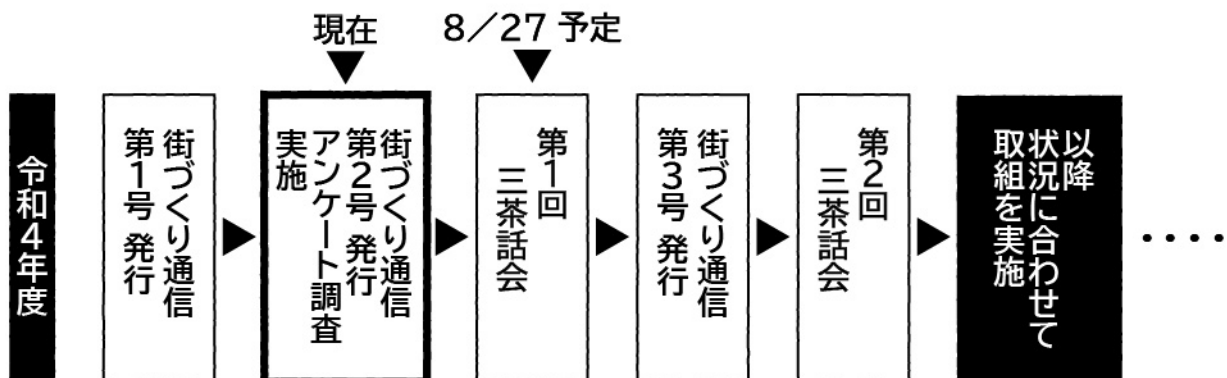 現在
8／27 予定
令和4年度
街づくり通信
第1号 発行
街づくり通信
第2号 発行
アンケート調査
実施
第1回
三茶話会
街づくり通信
第3号 発行
第2回
三茶話会
以降
状況に合わせて
取組を実施
････